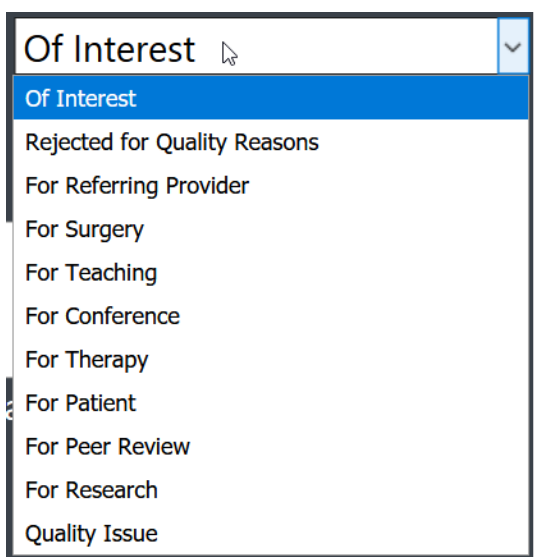 Of Interest
Of Interest
Rejected for Quality Reasons
For Referring Provider
For Surgery
For Teaching
For Conference
For Therapy
For Patient
For Peer Review
For Research
Quality Issue